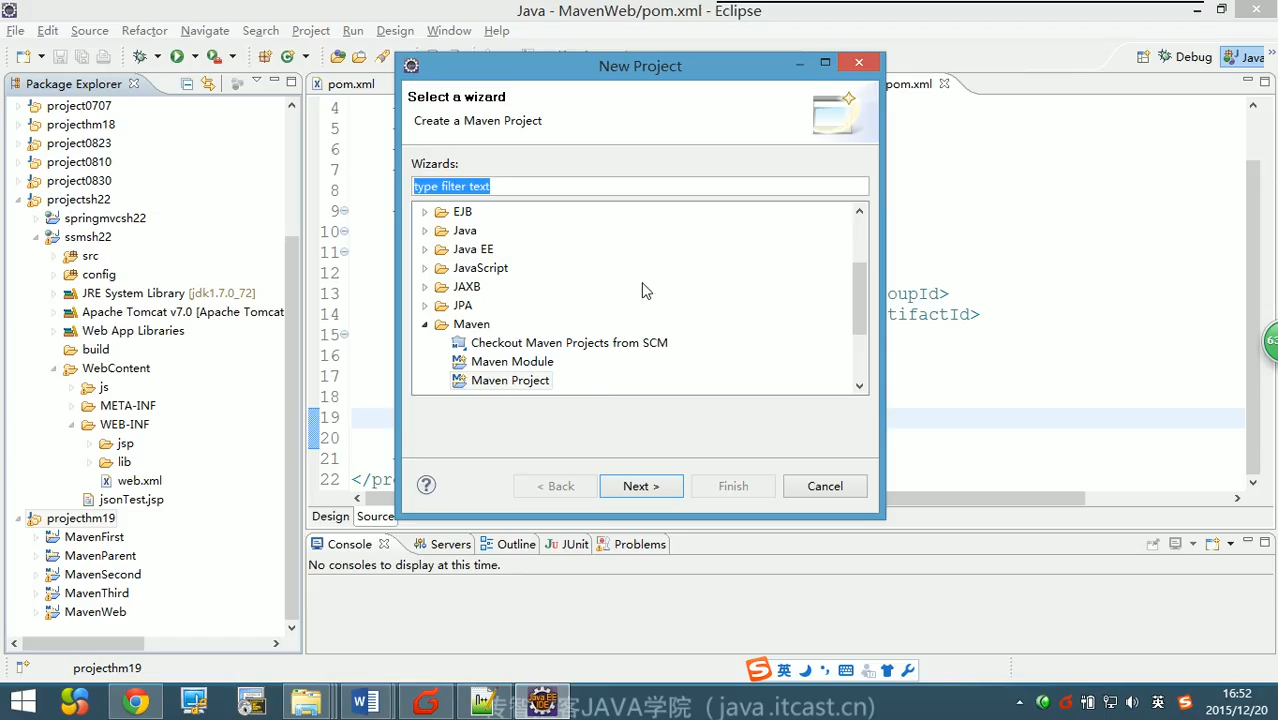 Java - MavenWeb/pom.xml - Eclipse
File Edit Source Refactor Navigate Search Project Run Design Window Help
Debug
Java
Package Explorer
project0707
projecthm18
project0823
project0810
project0830
projectsh22
springmvcsh22
ssmsh22
src
config
JRE System Library [jdk1.7.0_72]
Apache Tomcat v7.0 [Apache Tomcat
Web App Libraries
build
WebContent
js
META-INF
WEB-INF
jsp
lib
web.xml
jsonTest.jsp
projecthm19
MavenFirst
MavenParent
MavenSecond
MavenThird
MavenWeb
pom.xml
pom.xml
4
5
6
7
8
9
10
11
12
13 oupId>
14 tifactId>
15
16
17
18
19
20
21
22 </pr
Design Source
New Project
Select a wizard
Create a Maven Project
Wizards:
type filter text
EJB
Java
Java EE
JavaScript
JAXB
JPA
Maven
Checkout Maven Projects from SCM
Maven Module
Maven Project
< Back Next > Finish Cancel
Console Servers Outline JUnit Problems
No consoles to display at this time.
projecthm19
英
JAVA学院（java.itcast.cn）
英
16:52
2015/12/20